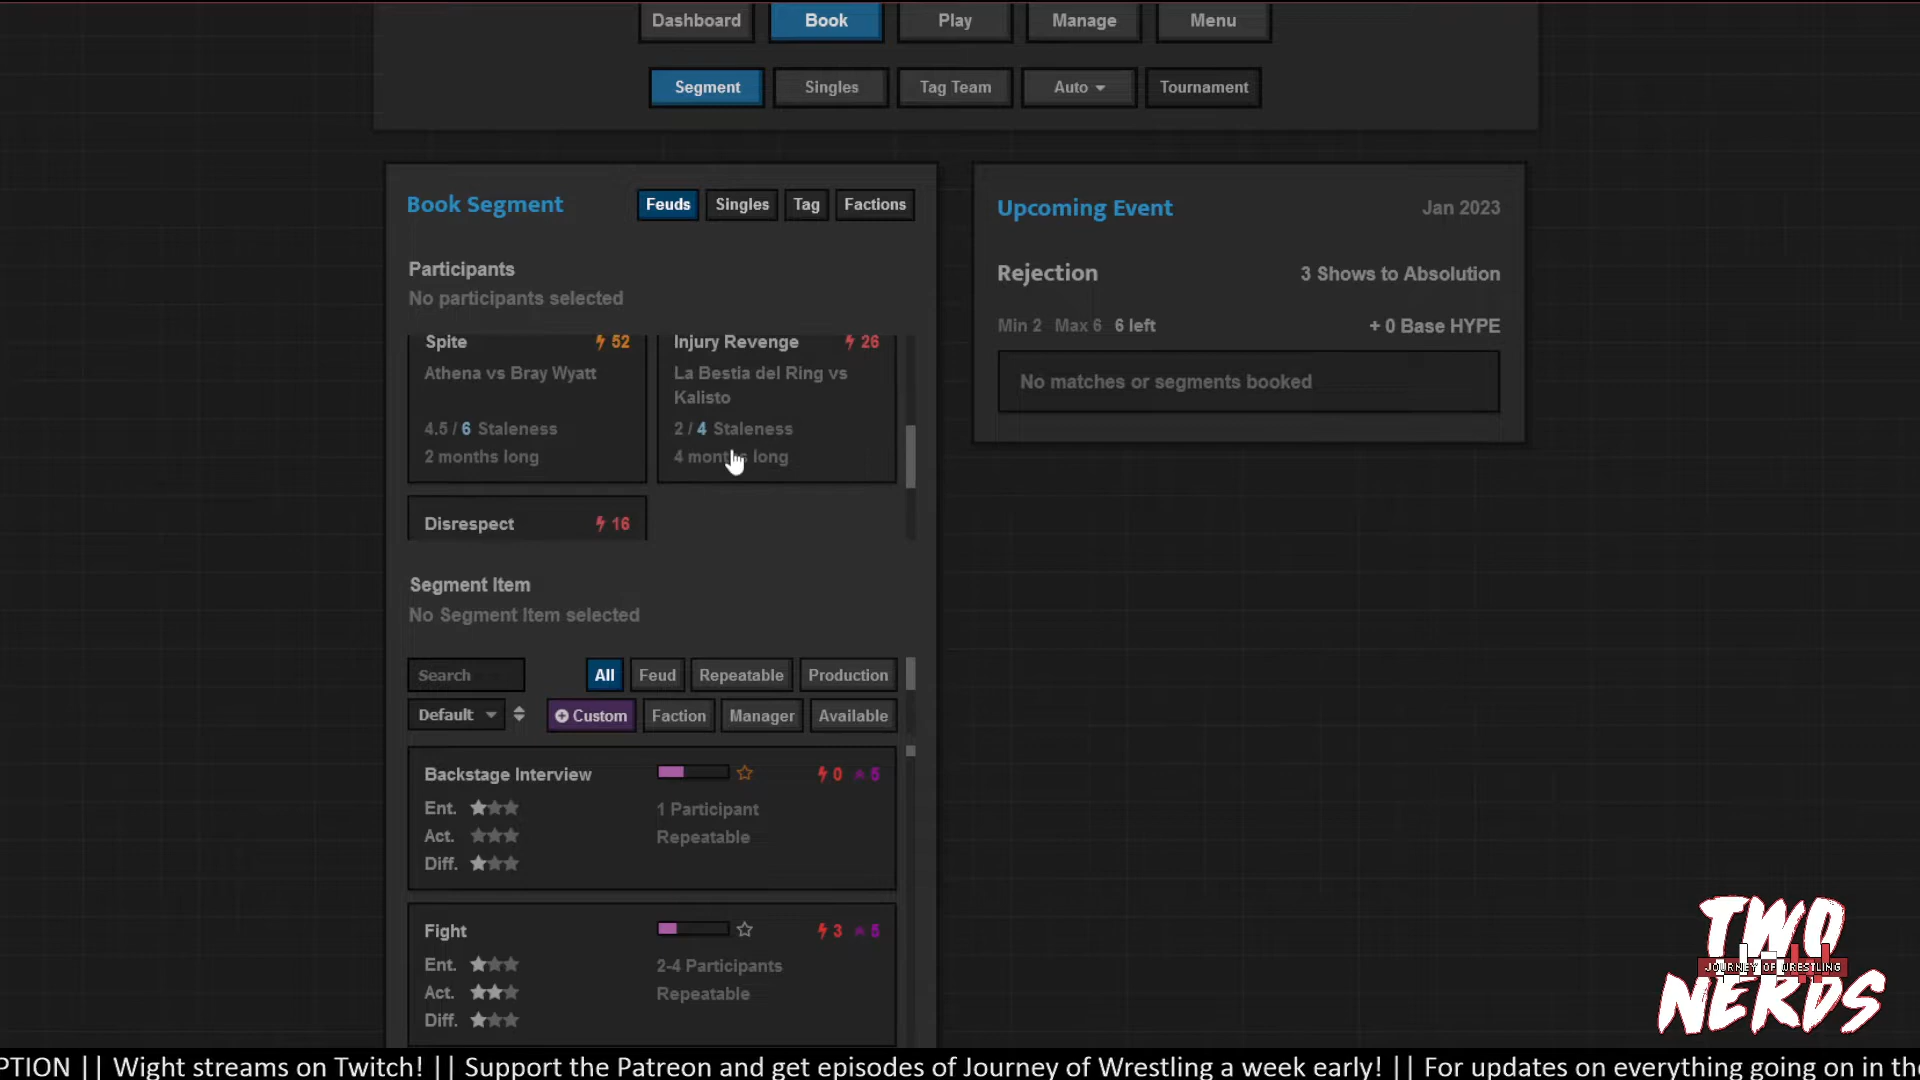 Dashboard Book Play Manage Menu
Segment Singles Tag Team Auto Tournament
Book Segment Feuds Singles Tag Factions
Participants
No participants selected
Spite 52
Athena vs Bray Wyatt
4.5 / 6 Staleness
2 months long
Injury Revenge 26
La Bestia del Ring vs
Kalisto
2 / 4 Staleness
4 months long
Disrespect 16
Segment Item
No Segment Item selected
Search All Feud Repeatable Production
Default Custom Faction Manager Available
Backstage Interview 0 5
Ent. 1 Participant
Act. Repeatable
Diff.
Fight 3 5
Ent. 2-4 Participants
Act. Repeatable
Diff.
Upcoming Event Jan 2023
Rejection 3 Shows to Absolution
Min 2 Max 6 6 left + 0 Base HYPE
No matches or segments booked
TWO
JOURNEY OF WRESTLING
NERDS
PTION || Wight streams on Twitch! || Support the Patreon and get episodes of Journey of Wrestling a week early! || For updates on everything going on in the